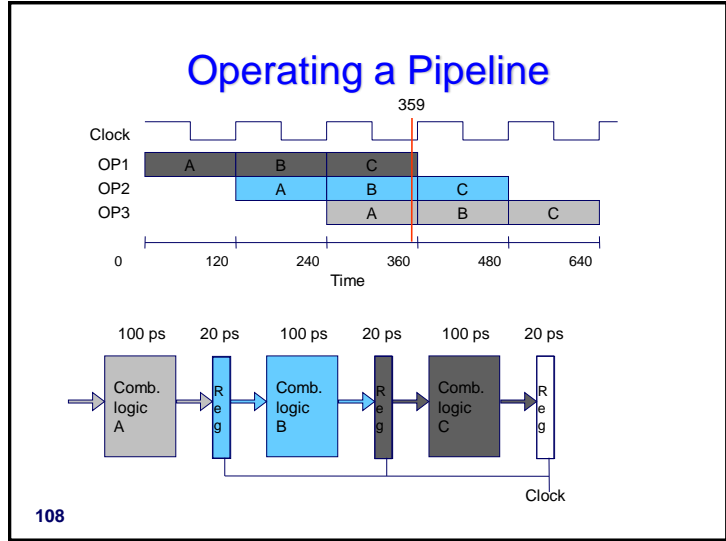 Operating a Pipeline
359
Clock
OP1 A B C
OP2 A B C
OP3 A B C
0 120 240 360 480 640
Time
100 ps 20 ps 100 ps 20 ps 100 ps 20 ps
Comb.
logic
A
R
e
g
Comb.
logic
B
R
e
g
Comb.
logic
C
R
e
g
Clock
108